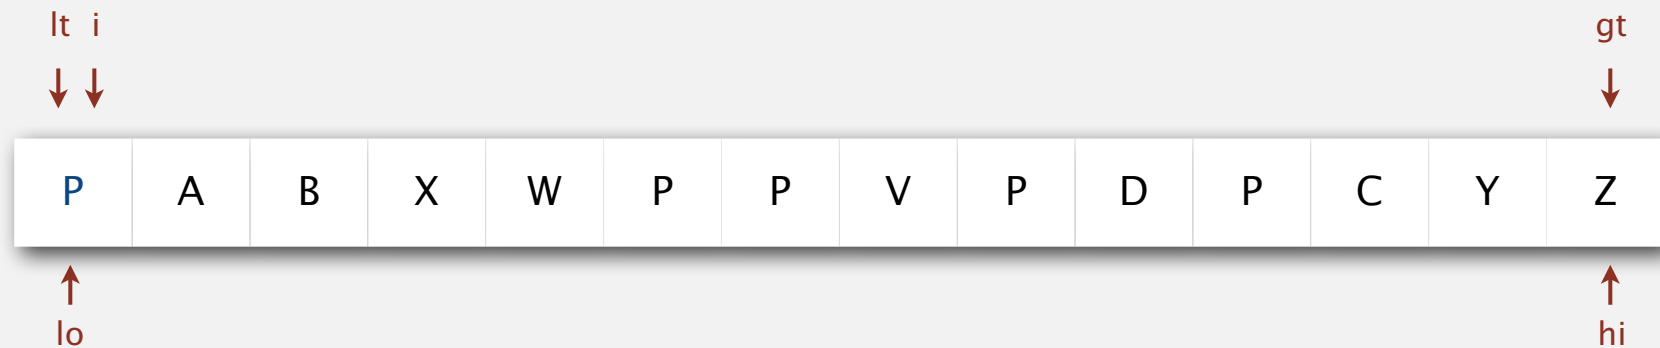 lt i gt
P A B X W P P V P D P C Y Z
lo hi